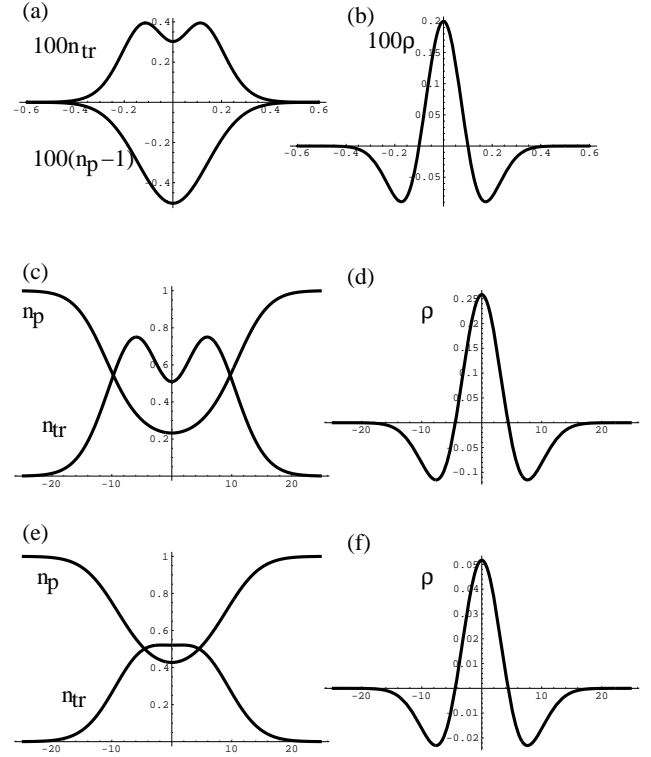 (a)
(b)
100n_tr
0.4
0.2
-0.6 -0.4 -0.2 0.2 0.4 0.6
-0.2
-0.4
100(n_p−1)
100ρ
0.2
0.15
0.1
0.05
-0.6 -0.4 -0.2 0.2 0.4 0.6
-0.05
(c)
(d)
n_p
1
0.8
0.6
0.4
0.2
n_tr
-20 -10 10 20
ρ
0.25
0.2
0.15
0.1
0.05
-20 -10 10 20
-0.05
-0.1
(e)
(f)
n_p
1
0.8
0.6
0.4
0.2
n_tr
-20 -10 10 20
ρ
0.05
0.04
0.03
0.02
0.01
-20 -10 10 20
-0.01
-0.02